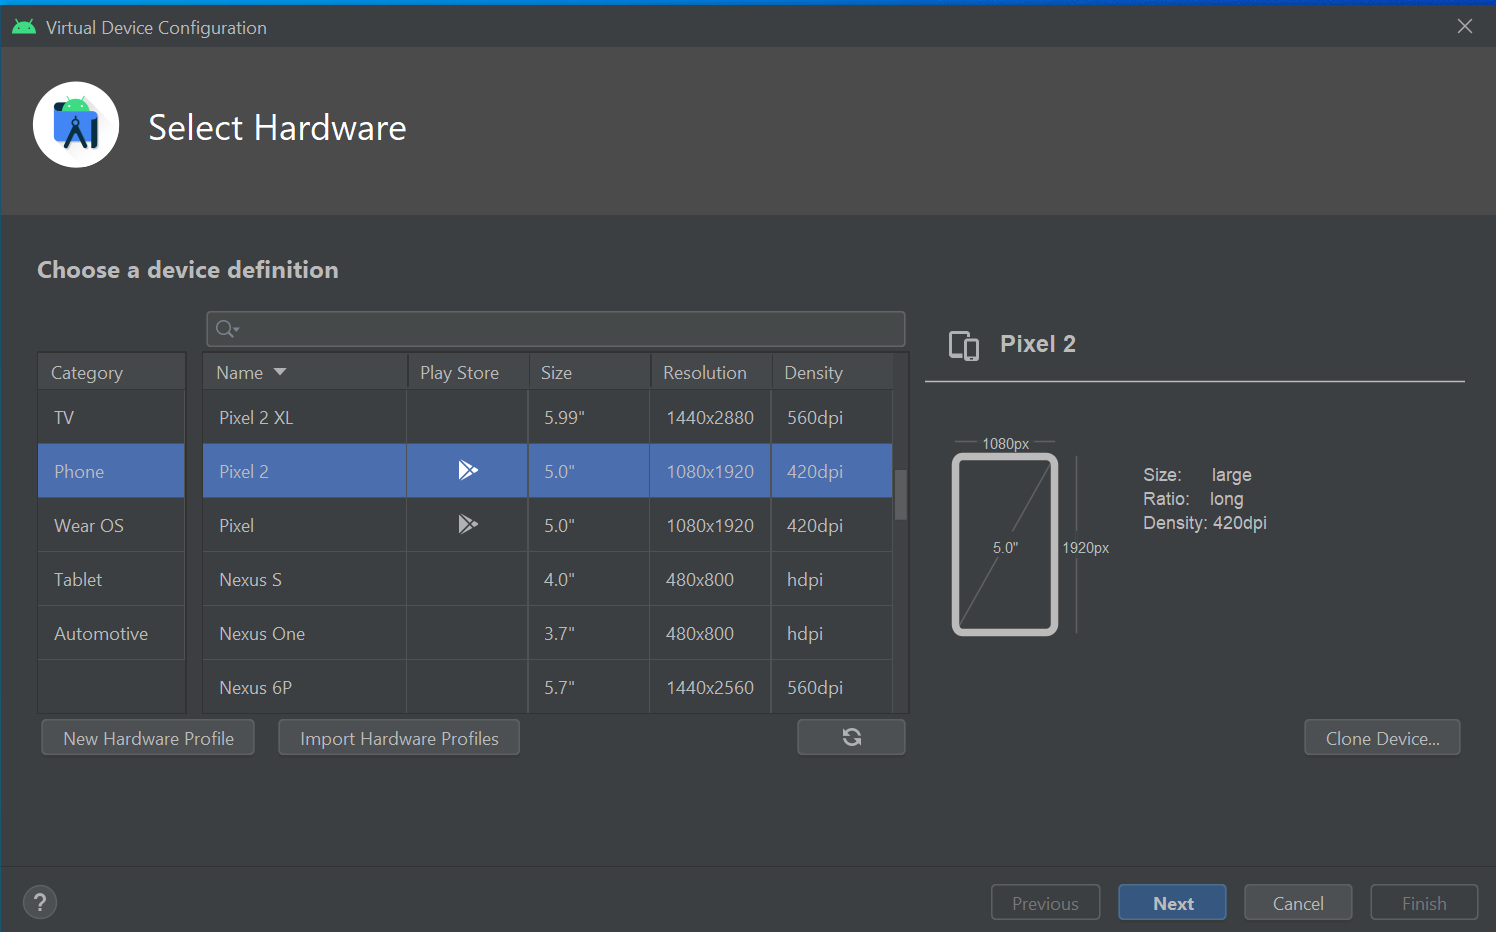 Virtual Device Configuration
Select Hardware
Choose a device definition
Category
TV
Phone
Wear OS
Tablet
Automotive
Name Play Store Size Resolution Density
Pixel 2 XL 5.99" 1440x2880 560dpi
Pixel 2 5.0" 1080x1920 420dpi
Pixel 5.0" 1080x1920 420dpi
Nexus S 4.0" 480x800 hdpi
Nexus One 3.7" 480x800 hdpi
Nexus 6P 5.7" 1440x2560 560dpi
New Hardware Profile
Import Hardware Profiles
Pixel 2
1080px
5.0"
1920px
Size: large
Ratio: long
Density: 420dpi
Clone Device...
?
Previous
Next
Cancel
Finish